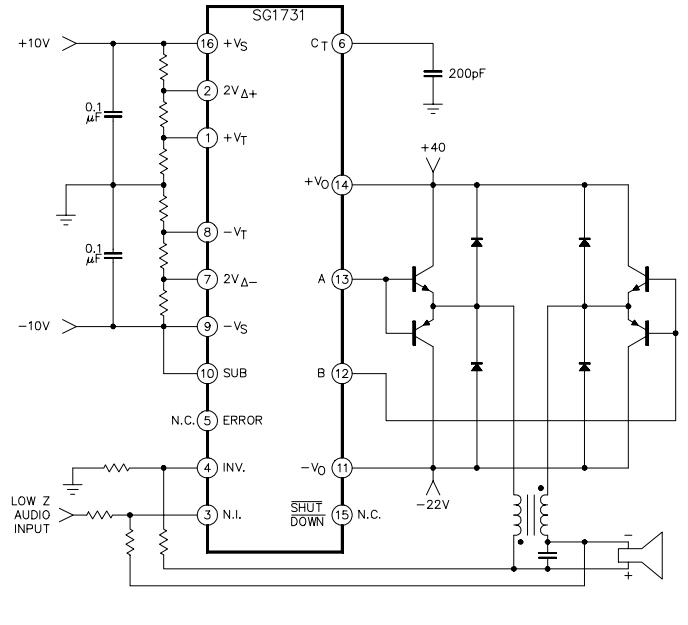 SG1731
+10V
16
+VS
CT
6
200pF
2
2VΔ+
0.1
μF
1
+VT
+40
+VO
14
−VT
8
0.1
μF
7
2VΔ−
A
13
−10V
9
−VS
10
SUB
B
12
N.C.
5
ERROR
4
INV.
−VO
11
−22V
LOW Z
AUDIO
INPUT
3
N.I.
SHUT
DOWN
15
N.C.
−
+